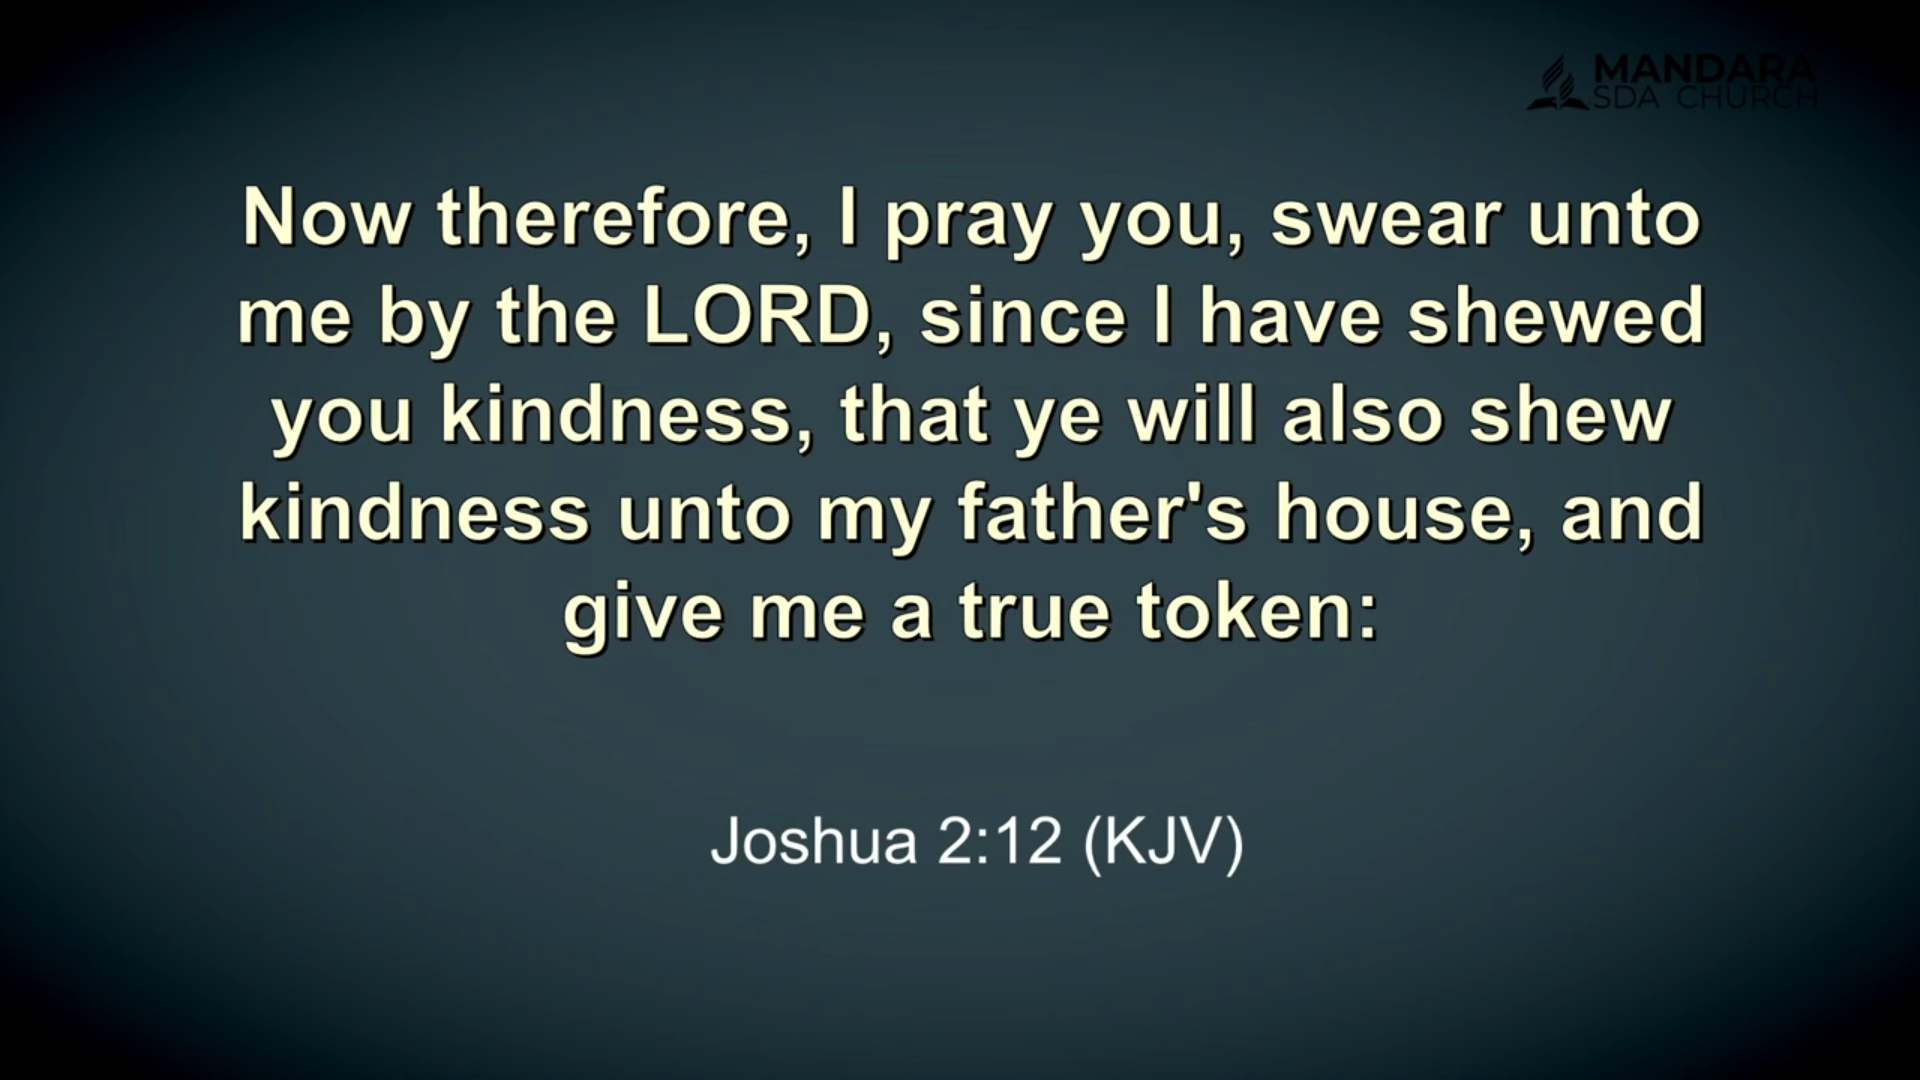 MANDARA
SDA CHURCH
Now therefore, I pray you, swear unto
me by the LORD, since I have shewed
you kindness, that ye will also shew
kindness unto my father's house, and
give me a true token:
Joshua 2:12 (KJV)